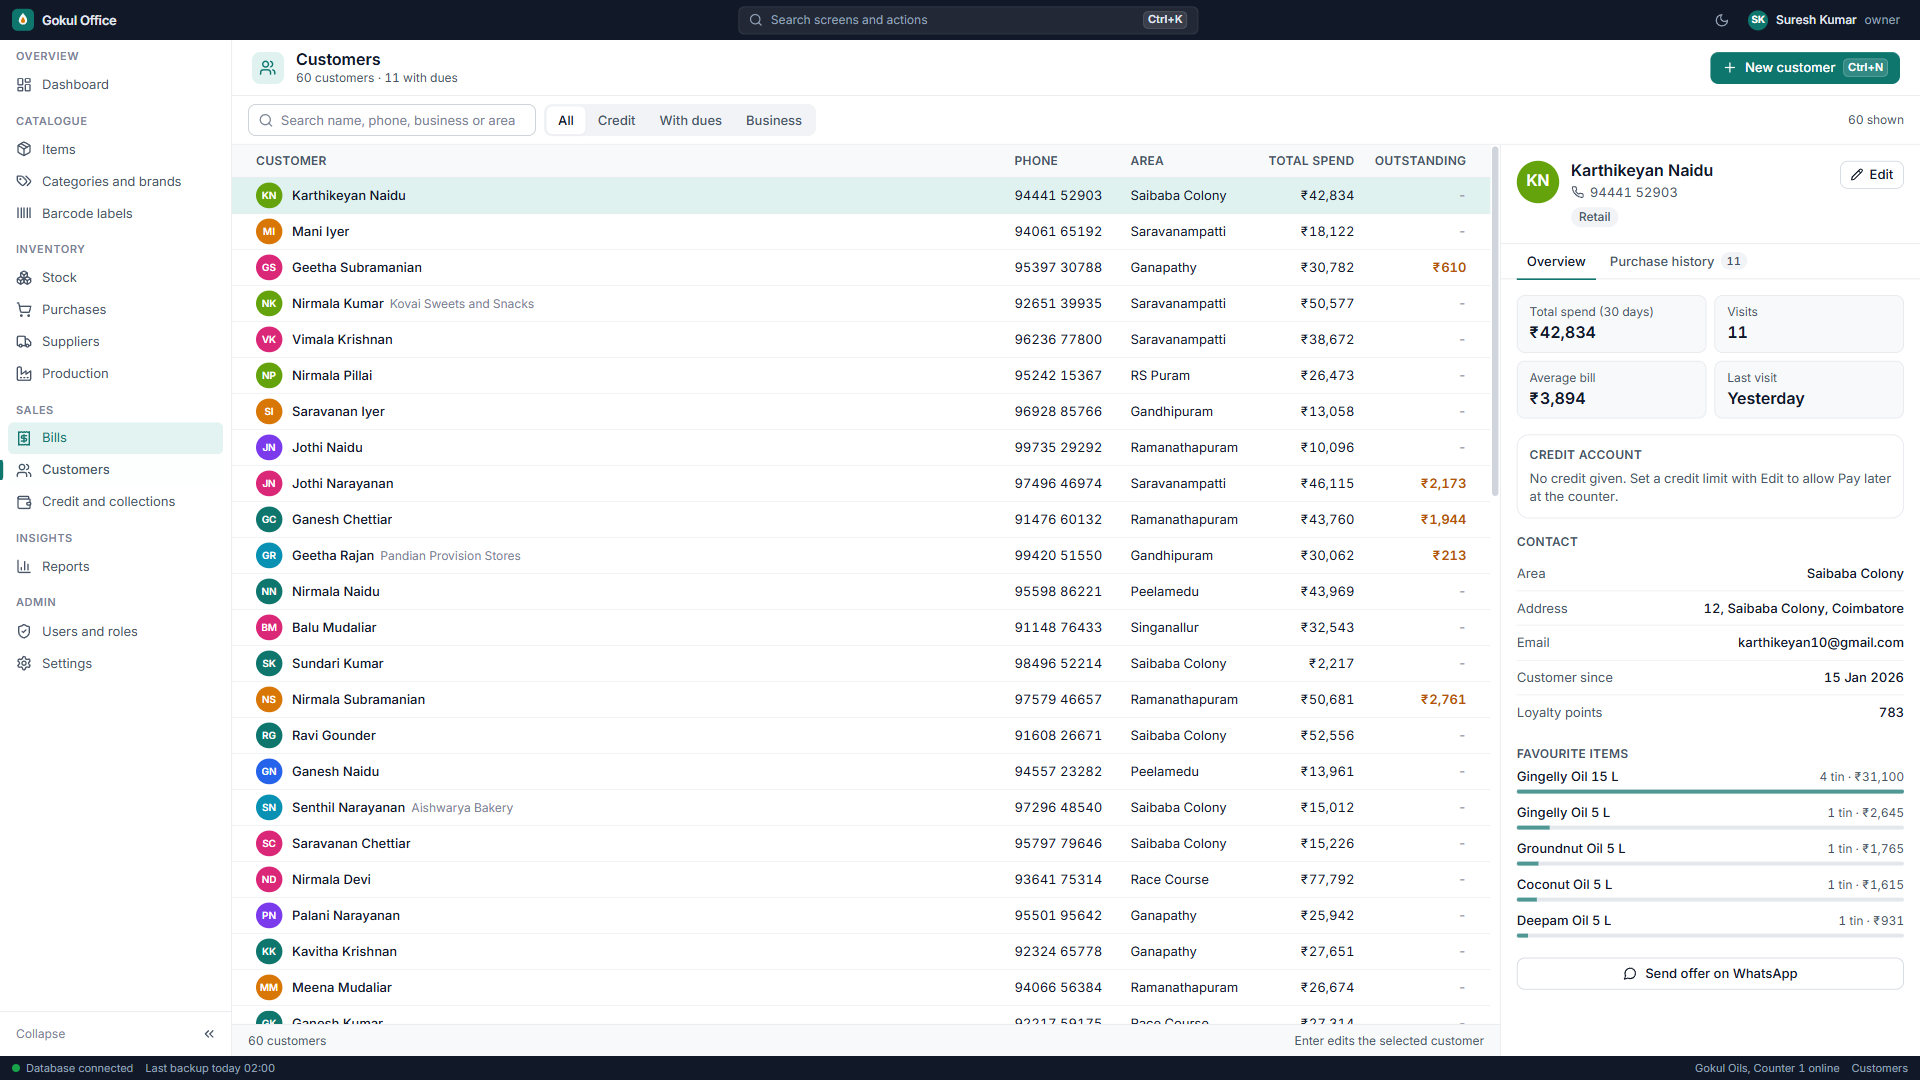 Gokul Office
Search screens and actions Ctrl+K
SK Suresh Kumar owner
OVERVIEW
Dashboard
CATALOGUE
Items
Categories and brands
Barcode labels
INVENTORY
Stock
Purchases
Suppliers
Production
SALES
Bills
Customers
Credit and collections
INSIGHTS
Reports
ADMIN
Users and roles
Settings
Collapse
Customers
60 customers · 11 with dues
+ New customer Ctrl+N
Search name, phone, business or area
All Credit With dues Business
60 shown
CUSTOMER PHONE AREA TOTAL SPEND OUTSTANDING
KN Karthikeyan Naidu 94441 52903 Saibaba Colony ₹42,834 -
MI Mani Iyer 94061 65192 Saravanampatti ₹18,122 -
GS Geetha Subramanian 95397 30788 Ganapathy ₹30,782 ₹610
NK Nirmala Kumar Kovai Sweets and Snacks 92651 39935 Saravanampatti ₹50,577 -
VK Vimala Krishnan 96236 77800 Saravanampatti ₹38,672 -
NP Nirmala Pillai 95242 15367 RS Puram ₹26,473 -
SI Saravanan Iyer 96928 85766 Gandhipuram ₹13,058 -
JN Jothi Naidu 99735 29292 Ramanathapuram ₹10,096 -
JN Jothi Narayanan 97496 46974 Saravanampatti ₹46,115 ₹2,173
GC Ganesh Chettiar 91476 60132 Ramanathapuram ₹43,760 ₹1,944
GR Geetha Rajan Pandian Provision Stores 99420 51550 Gandhipuram ₹30,062 ₹213
NN Nirmala Naidu 95598 86221 Peelamedu ₹43,969 -
BM Balu Mudaliar 91148 76433 Singanallur ₹32,543 -
SK Sundari Kumar 98496 52214 Saibaba Colony ₹2,217 -
NS Nirmala Subramanian 97579 46657 Ramanathapuram ₹50,681 ₹2,761
RG Ravi Gounder 91608 26671 Saibaba Colony ₹52,556 -
GN Ganesh Naidu 94557 23282 Peelamedu ₹13,961 -
SN Senthil Narayanan Aishwarya Bakery 97296 48540 Saibaba Colony ₹15,012 -
SC Saravanan Chettiar 95797 79646 Saibaba Colony ₹15,226 -
ND Nirmala Devi 93641 75314 Race Course ₹77,792 -
PN Palani Narayanan 95501 95642 Ganapathy ₹25,942 -
KK Kavitha Krishnan 92324 65778 Ganapathy ₹27,651 -
MM Meena Mudaliar 94066 56384 Ramanathapuram ₹26,674 -
GK Ganesh Kumar 92217 59175 Race Course ₹27,314 -
60 customers Enter edits the selected customer
KN Karthikeyan Naidu
94441 52903
Retail
Edit
Overview Purchase history 11
Total spend (30 days)
₹42,834
Visits
11
Average bill
₹3,894
Last visit
Yesterday
CREDIT ACCOUNT
No credit given. Set a credit limit with Edit to allow Pay later
at the counter.
CONTACT
Area Saibaba Colony
Address 12, Saibaba Colony, Coimbatore
Email karthikeyan10@gmail.com
Customer since 15 Jan 2026
Loyalty points 783
FAVOURITE ITEMS
Gingelly Oil 15 L 4 tin · ₹31,100
Gingelly Oil 5 L 1 tin · ₹2,645
Groundnut Oil 5 L 1 tin · ₹1,765
Coconut Oil 5 L 1 tin · ₹1,615
Deepam Oil 5 L 1 tin · ₹931
Send offer on WhatsApp
Database connected Last backup today 02:00
Gokul Oils, Counter 1 online Customers